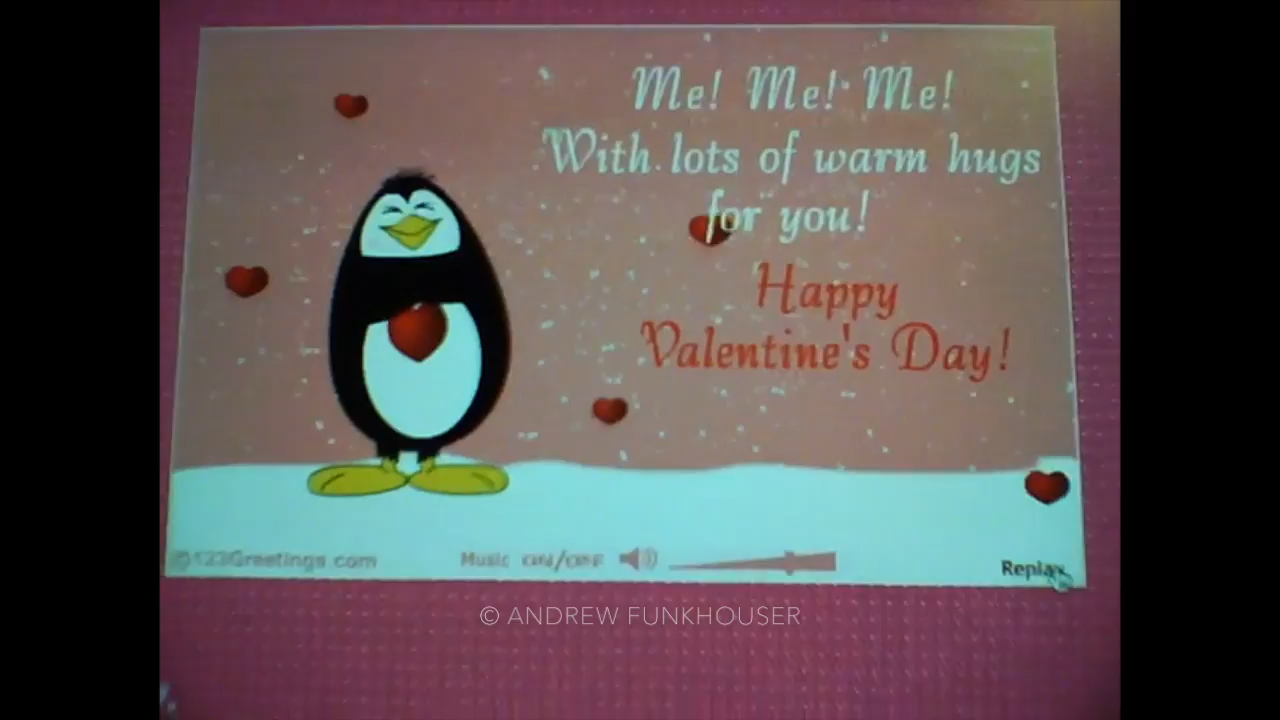 Me! Me! Me!
With lots of warm hugs
for you!
Happy
Valentine's Day!
©123Greetings.com
Music ON/OFF
Replay
© ANDREW FUNKHOUSER